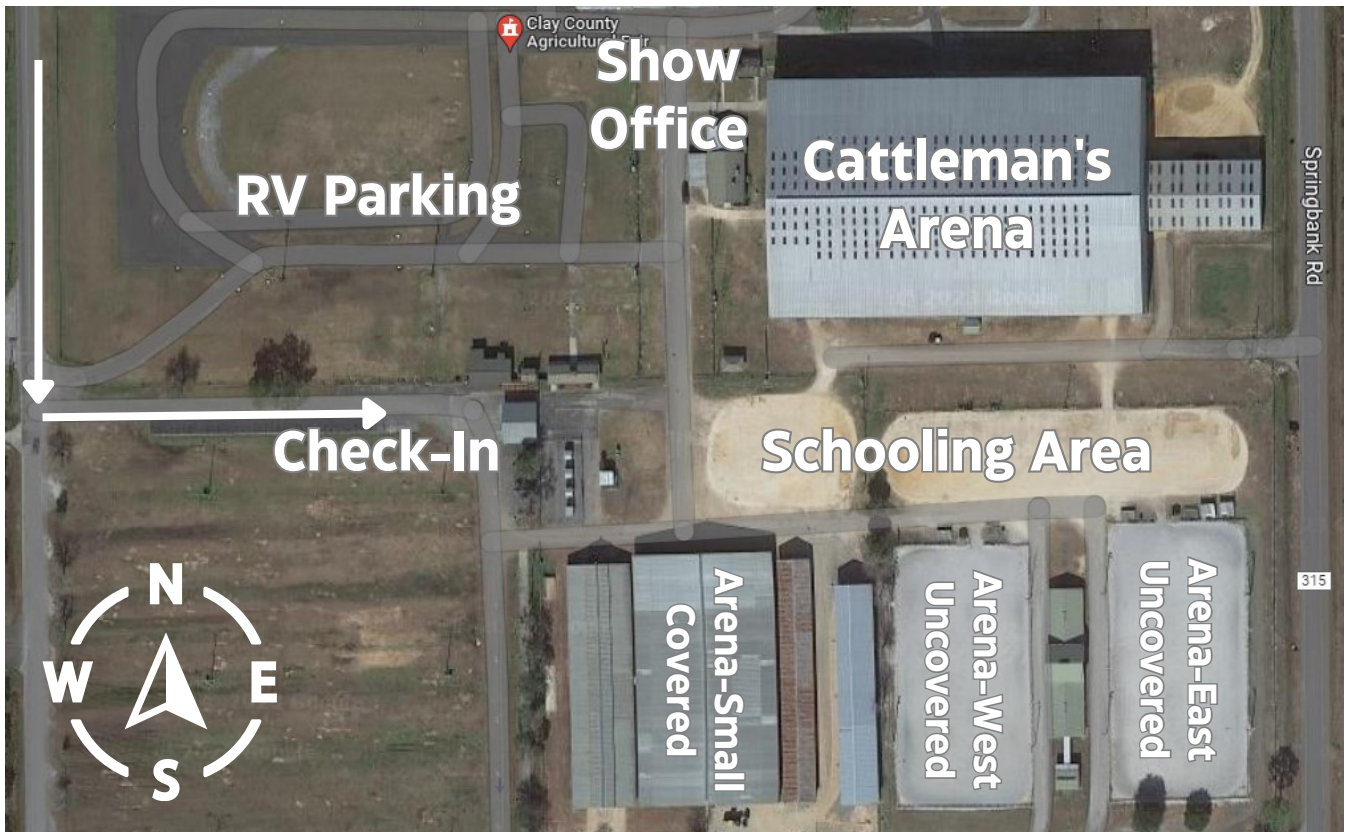 Clay County
Agricultural Fair
Show
Office
Cattleman's
Arena
RV Parking
Springbank Rd
Check-In
Schooling Area
Arena-Small
Covered
Arena-West
Uncovered
Arena-East
Uncovered
315
N
W
E
S